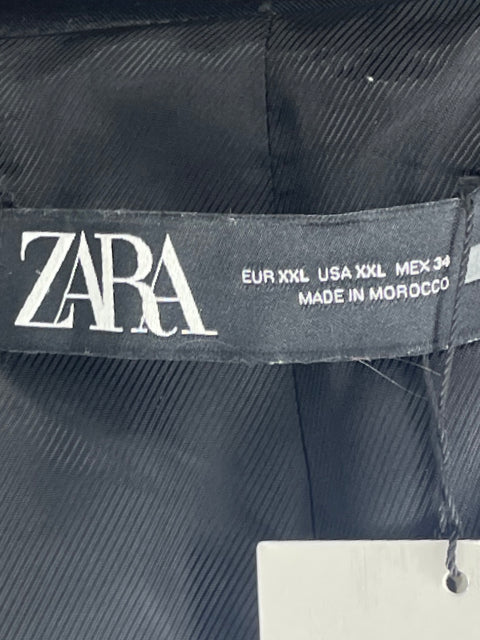 ZARA
EUR XXL USA XXL MEX 34
MADE IN MOROCCO